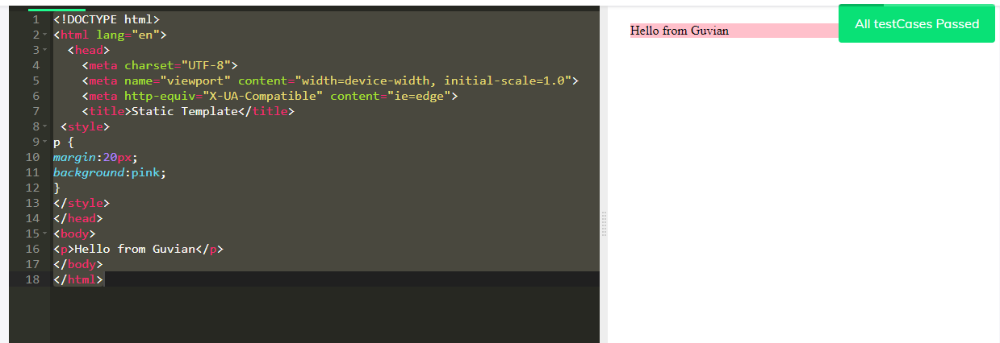 1 <!DOCTYPE html>
2 <html lang="en">
3 <head>
4 <meta charset="UTF-8">
5 <meta name="viewport" content="width=device-width, initial-scale=1.0">
6 <meta http-equiv="X-UA-Compatible" content="ie=edge">
7 <title>Static Template</title>
8 <style>
9 p {
10 margin:20px;
11 background:pink;
12 }
13 </style>
14 </head>
15 <body>
16 <p>Hello from Guvian</p>
17 </body>
18 </html>
Hello from Guvian
All testCases Passed